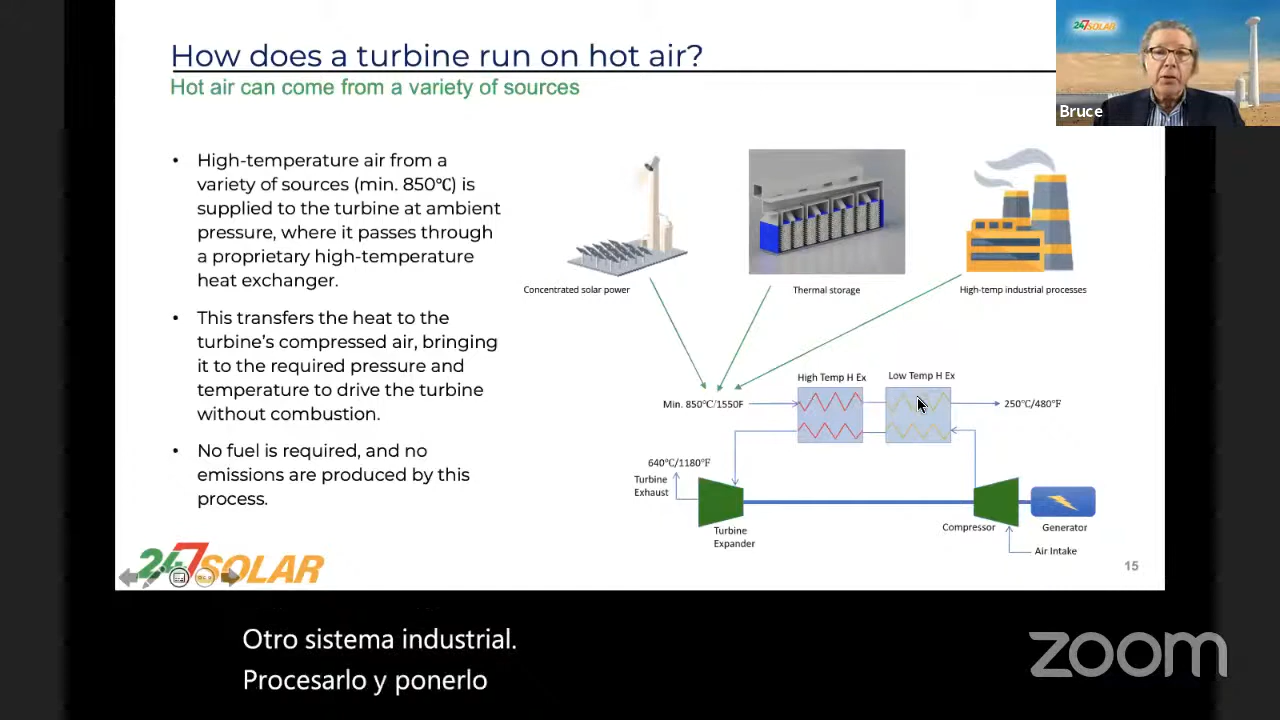 How does a turbine run on hot air?
Hot air can come from a variety of sources
• High-temperature air from a
variety of sources (min. 850℃) is
supplied to the turbine at ambient
pressure, where it passes through
a proprietary high-temperature
heat exchanger.
• This transfers the heat to the
turbine's compressed air, bringing
it to the required pressure and
temperature to drive the turbine
without combustion.
• No fuel is required, and no
emissions are produced by this
process.
24 7 SOLAR
Bruce
Concentrated solar power
Thermal storage
High-temp industrial processes
High Temp H Ex
Low Temp H Ex
Min. 850℃/1550F
250℃/480℉
640℃/1180℉
Turbine
Exhaust
Turbine
Expander
Compressor
Generator
Air Intake
247SOLAR
15
Otro sistema industrial.
Procesarlo y ponerlo
zoom